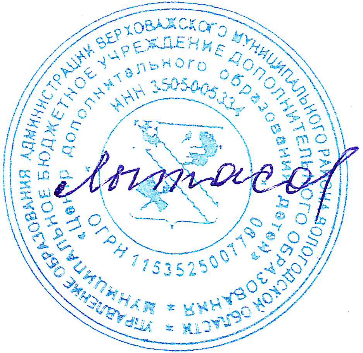 УПРАВЛЕНИЕ ОБРАЗОВАНИЯ АДМИНИСТРАЦИИ ВЕРХОВАЖСКОГО МУНИЦИПАЛЬНОГО РАЙОНА ВОЛОГОДСКОЙ ОБЛАСТИ *
МУНИЦИПАЛЬНОЕ БЮДЖЕТНОЕ УЧРЕЖДЕНИЕ ДОПОЛНИТЕЛЬНОГО ОБРАЗОВАНИЯ *
"Центр дополнительного образования детей"
ИНН 3505005334
ОГРН 1153525007790